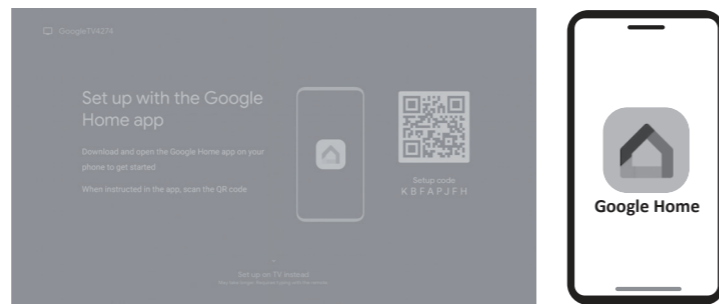 GoogleTV4274
Set up with the Google
Home app
Download and open the Google Home app on your
phone to get started
When instructed in the app, scan the QR code
Setup code
KBFAPJFH
Set up on TV instead
Google Home